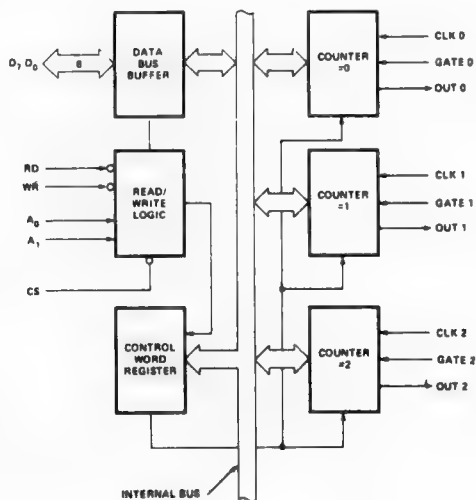 D7 D0
8
DATA
BUS
BUFFER
COUNTER
=0
CLK 0
GATE 0
OUT 0
RD
WR
A0
A1
CS
READ/
WRITE
LOGIC
COUNTER
=1
CLK 1
GATE 1
OUT 1
CONTROL
WORD
REGISTER
COUNTER
=2
CLK 2
GATE 2
OUT 2
INTERNAL BUS